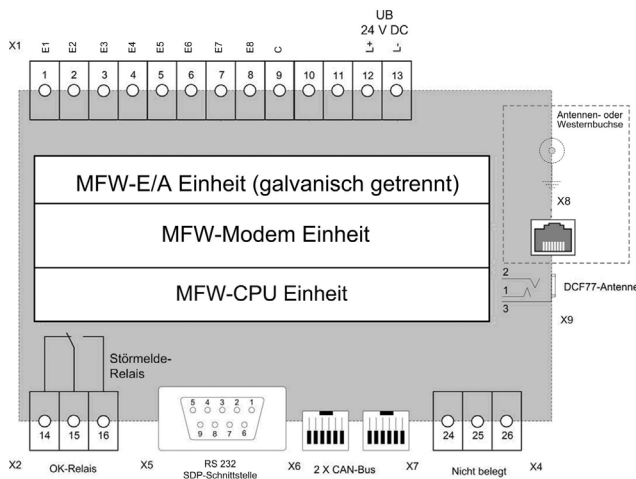 UB
24 V DC
X1 E1 E2 E3 E4 E5 E6 E7 E8 C L+ L-
1 2 3 4 5 6 7 8 9 10 11 12 13
Antennen- oder
Westernbuchse
MFW-E/A Einheit (galvanisch getrennt)
X8
MFW-Modem Einheit
2
1
3
DCF77-Antenne
MFW-CPU Einheit
X9
Störmelde-
Relais
5 4 3 2 1
9 8 7 6
14 15 16
24 25 26
X2 OK-Relais
X5 RS 232
SDP-Schnittstelle
X6 2 X CAN-Bus X7
Nicht belegt X4